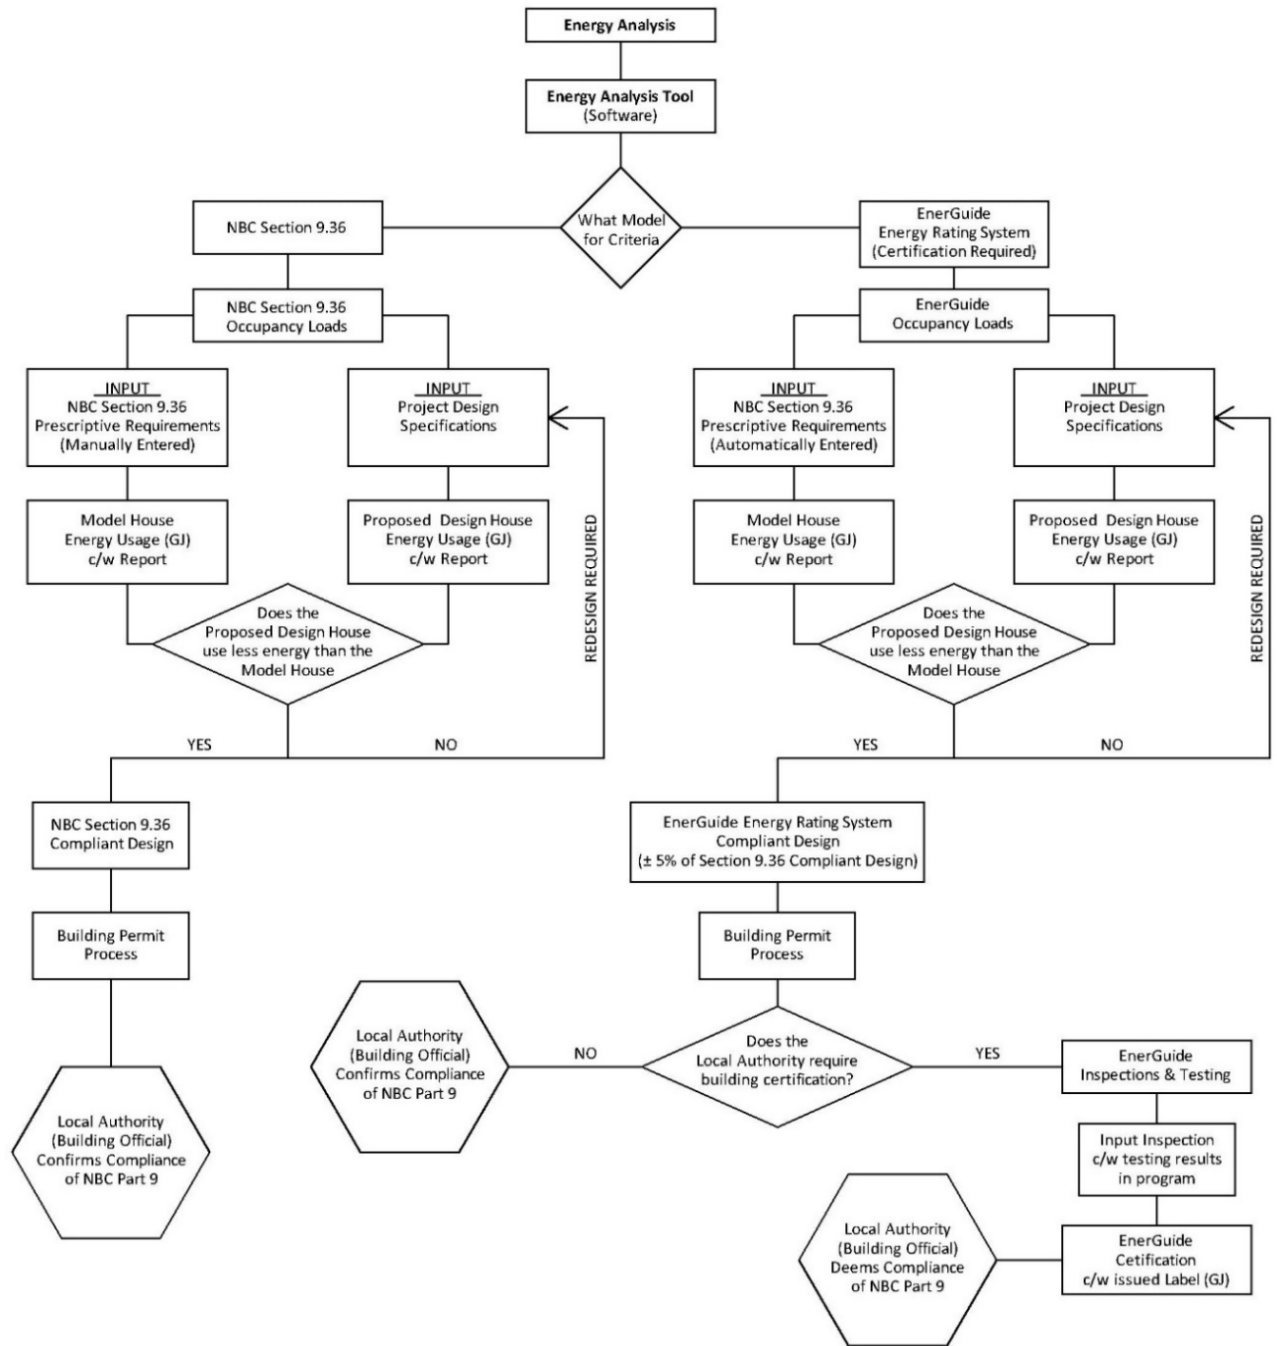 Energy Analysis
Energy Analysis Tool
(Software)
What Model
for Criteria
NBC Section 9.36
EnerGuide
Energy Rating System
(Certification Required)
NBC Section 9.36
Occupancy Loads
EnerGuide
Occupancy Loads
INPUT
NBC Section 9.36
Prescriptive Requirements
(Manually Entered)
INPUT
Project Design
Specifications
INPUT
NBC Section 9.36
Prescriptive Requirements
(Automatically Entered)
INPUT
Project Design
Specifications
Model House
Energy Usage (GJ)
c/w Report
Proposed Design House
Energy Usage (GJ)
c/w Report
REDESIGN REQUIRED
Model House
Energy Usage (GJ)
c/w Report
Proposed Design House
Energy Usage (GJ)
c/w Report
REDESIGN REQUIRED
Does the
Proposed Design House
use less energy than the
Model House
Does the
Proposed Design House
use less energy than the
Model House
YES
NO
YES
NO
NBC Section 9.36
Compliant Design
EnerGuide Energy Rating System
Compliant Design
(± 5% of Section 9.36 Compliant Design)
Building Permit
Process
Building Permit
Process
Local Authority
(Building Official)
Confirms Compliance
of NBC Part 9
NO
Does the
Local Authority require
building certification?
YES
EnerGuide
Inspections & Testing
Local Authority
(Building Official)
Confirms Compliance
of NBC Part 9
Input Inspection
c/w testing results
in program
Local Authority
(Building Official)
Deems Compliance
of NBC Part 9
EnerGuide
Cetification
c/w issued Label (GJ)